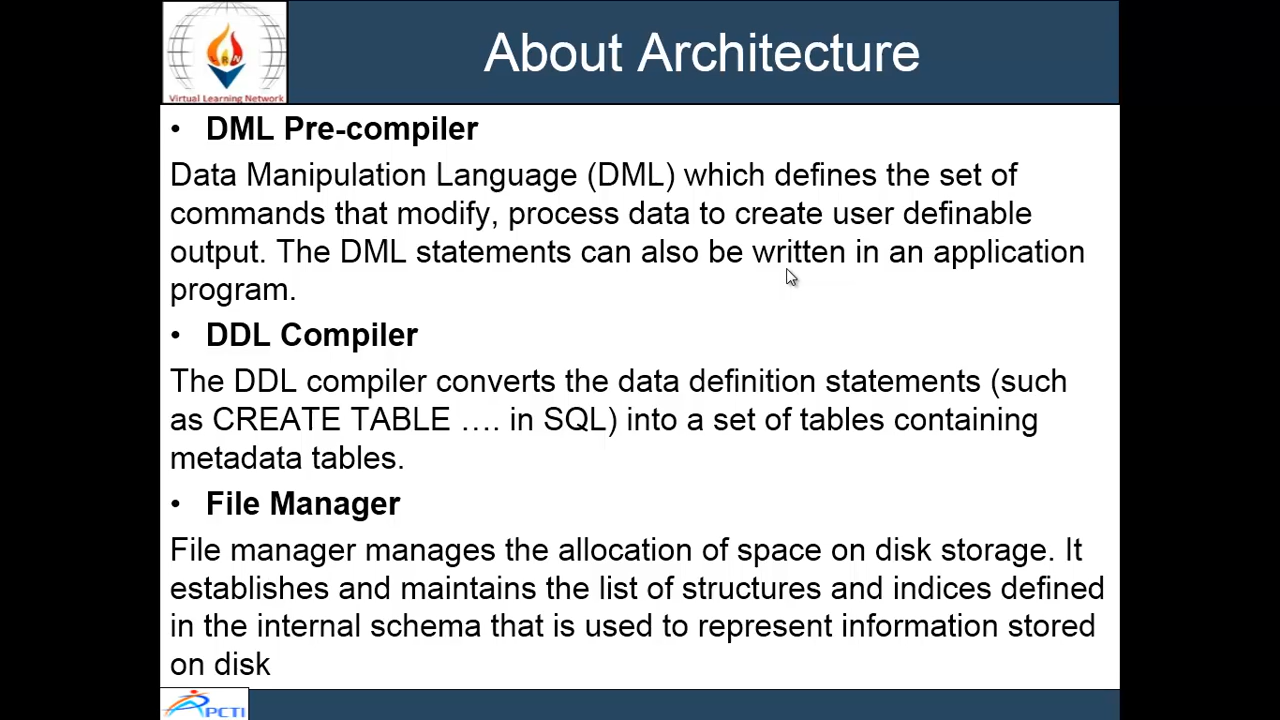 About Architecture
Virtual Learning Network
• DML Pre-compiler
Data Manipulation Language (DML) which defines the set of
commands that modify, process data to create user definable
output. The DML statements can also be written in an application
program.
• DDL Compiler
The DDL compiler converts the data definition statements (such
as CREATE TABLE …. in SQL) into a set of tables containing
metadata tables.
• File Manager
File manager manages the allocation of space on disk storage. It
establishes and maintains the list of structures and indices defined
in the internal schema that is used to represent information stored
on disk
PCTI